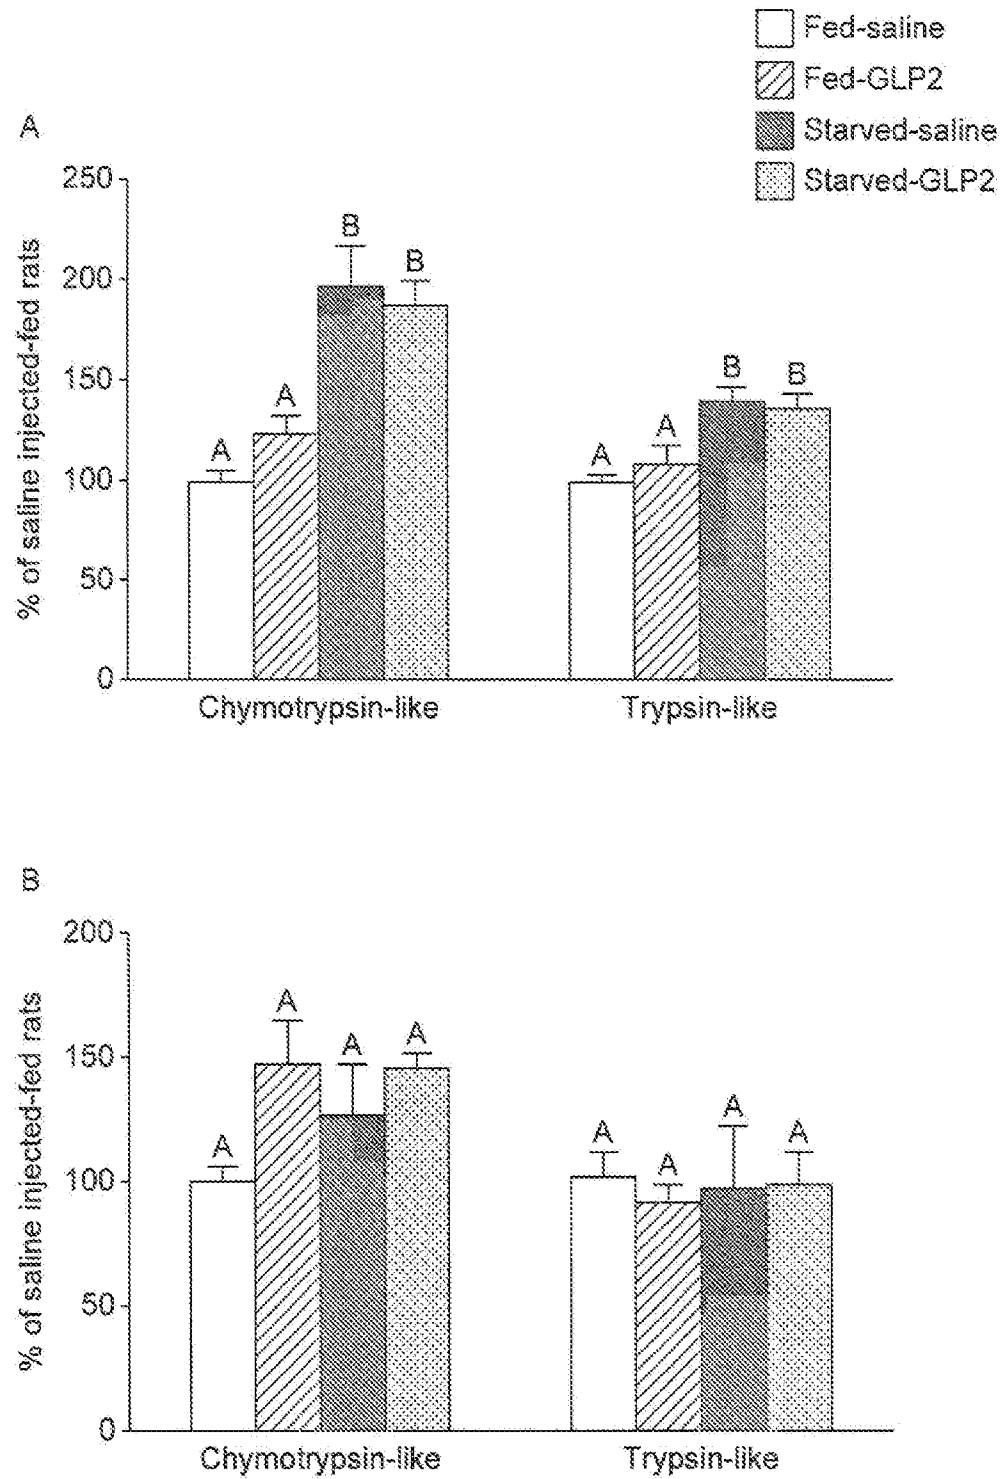 Fed-saline
Fed-GLP2
Starved-saline
Starved-GLP2
A
% of saline injected-fed rats
250
200
150
100
50
0
A
A
B
B
A
A
B
B
Chymotrypsin-like
Trypsin-like
B
% of saline injected-fed rats
200
150
100
50
0
A
A
A
A
A
A
A
A
Chymotrypsin-like
Trypsin-like